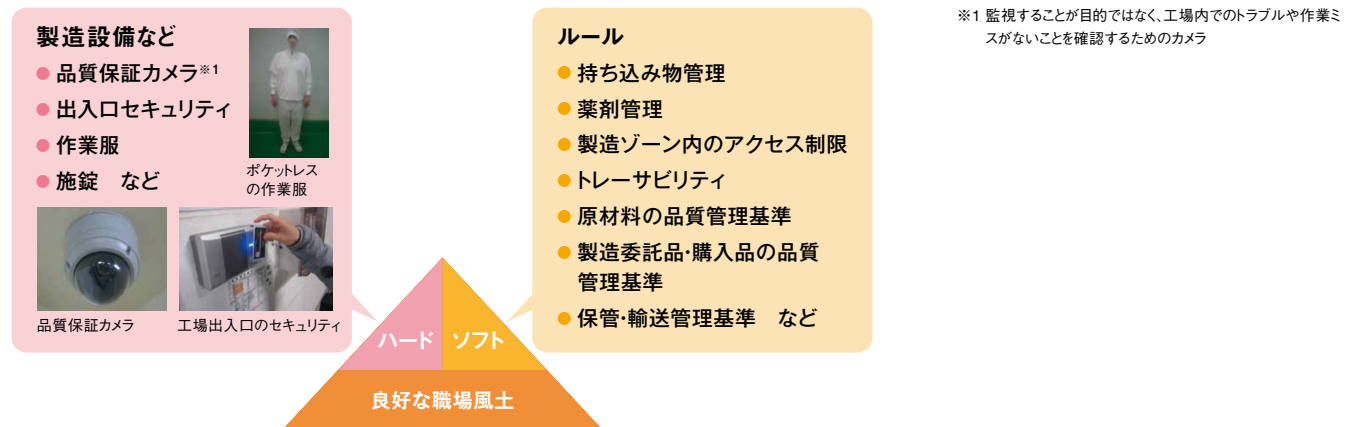 製造設備など
● 品質保証カメラ※1
● 出入口セキュリティ
● 作業服
● 施錠　など
ポケットレス
の作業服
品質保証カメラ
工場出入口のセキュリティ
ルール
● 持ち込み物管理
● 薬剤管理
● 製造ゾーン内のアクセス制限
● トレーサビリティ
● 原材料の品質管理基準
● 製造委託品・購入品の品質
管理基準
● 保管・輸送管理基準　など
ハード
ソフト
良好な職場風土
※1 監視することが目的ではなく、工場内でのトラブルや作業ミ
スがないことを確認するためのカメラ